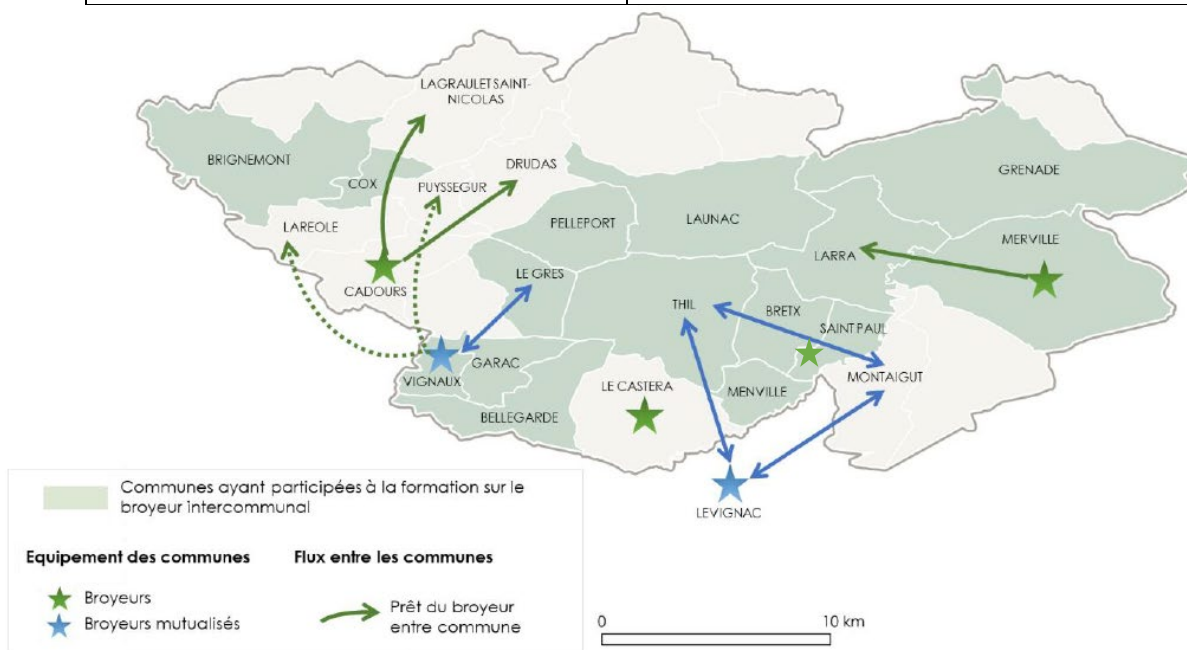 LAGRAULET SAINT-
NICOLAS
BRIGNEMONT
DRUDAS
COX
PUYSSEGUR
GRENADE
LAREOLE
PELLEPORT
LAUNAC
MERVILLE
LARRA
LE GRES
CADOURS
THIL
BRETX
SAINT PAUL
GARAC
VIGNAUX
LE CASTERA
MENVILLE
MONTAIGUT
BELLEGARDE
LEVIGNAC
Communes ayant participées à la formation sur le
broyeur intercommunal
Equipement des communes
Flux entre les communes
Broyeurs
Broyeurs mutualisés
Prêt du broyeur
entre commune
0
10 km